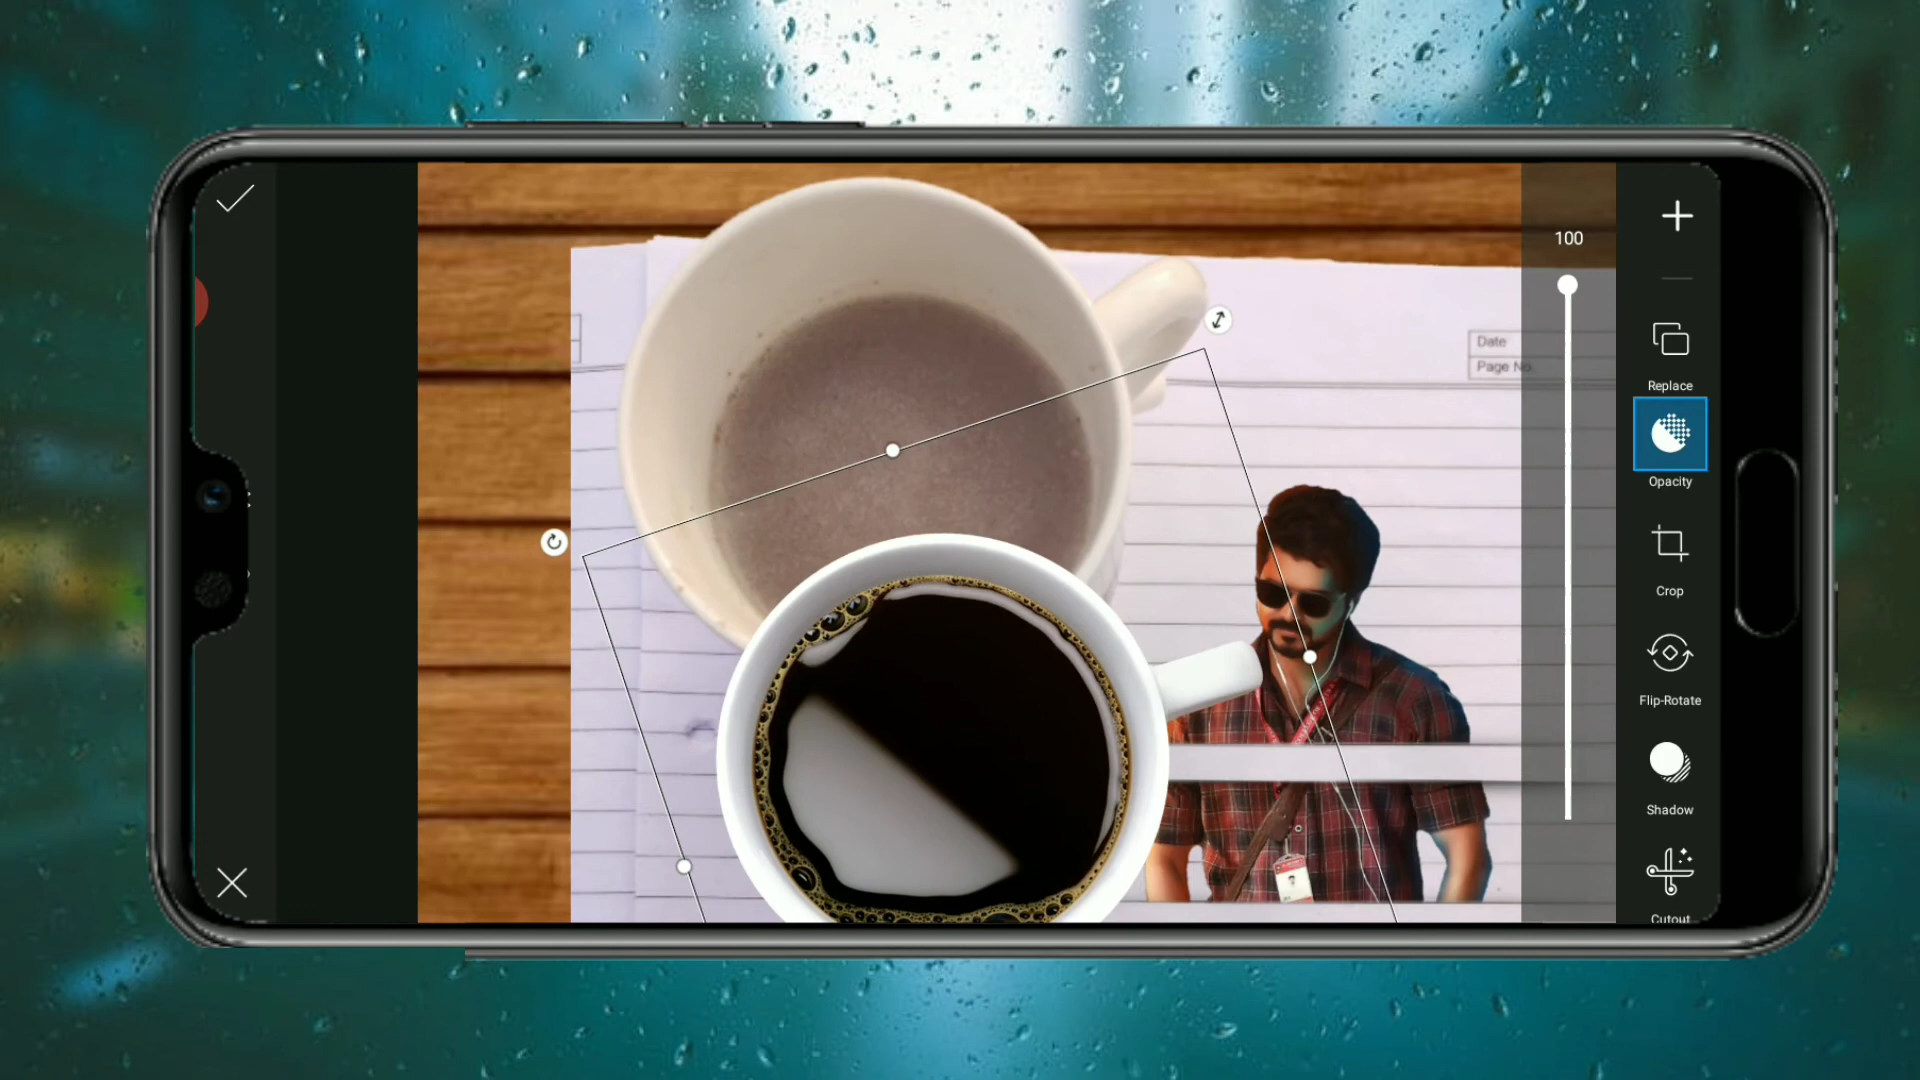 100
Date
Page No.
Replace
Opacity
Crop
Flip-Rotate
Shadow
Cutout